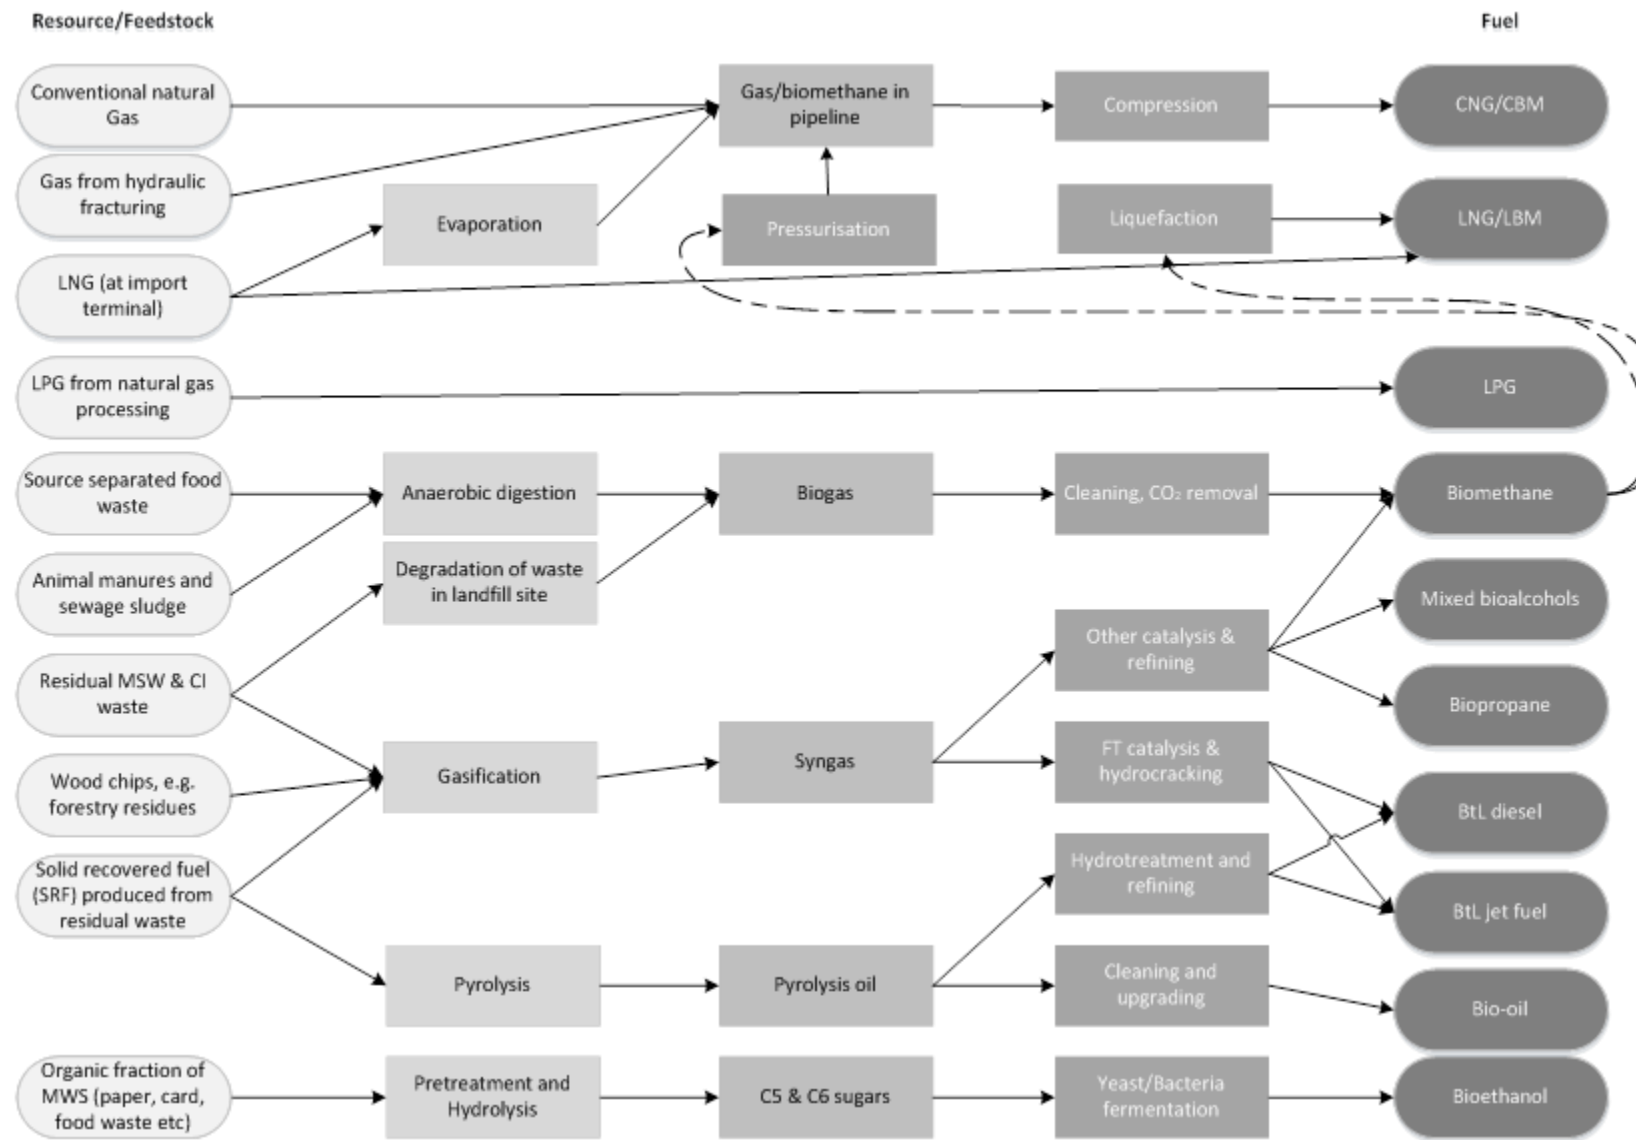 Resource/Feedstock
Fuel
Conventional natural
Gas
Gas/biomethane in
pipeline
Compression
CNG/CBM
Gas from hydraulic
fracturing
Evaporation
Pressurisation
Liquefaction
LNG/LBM
LNG (at import
terminal)
LPG from natural gas
processing
LPG
Source separated food
waste
Anaerobic digestion
Biogas
Cleaning, CO₂ removal
Biomethane
Animal manures and
sewage sludge
Degradation of waste
in landfill site
Mixed bioalcohols
Residual MSW & CI
waste
Other catalysis &
refining
Biopropane
Wood chips, e.g.
forestry residues
Gasification
Syngas
FT catalysis &
hydrocracking
BtL diesel
Solid recovered fuel
(SRF) produced from
residual waste
Hydrotreatment and
refining
BtL jet fuel
Pyrolysis
Pyrolysis oil
Cleaning and
upgrading
Bio-oil
Organic fraction of
MWS (paper, card,
food waste etc)
Pretreatment and
Hydrolysis
C5 & C6 sugars
Yeast/Bacteria
fermentation
Bioethanol